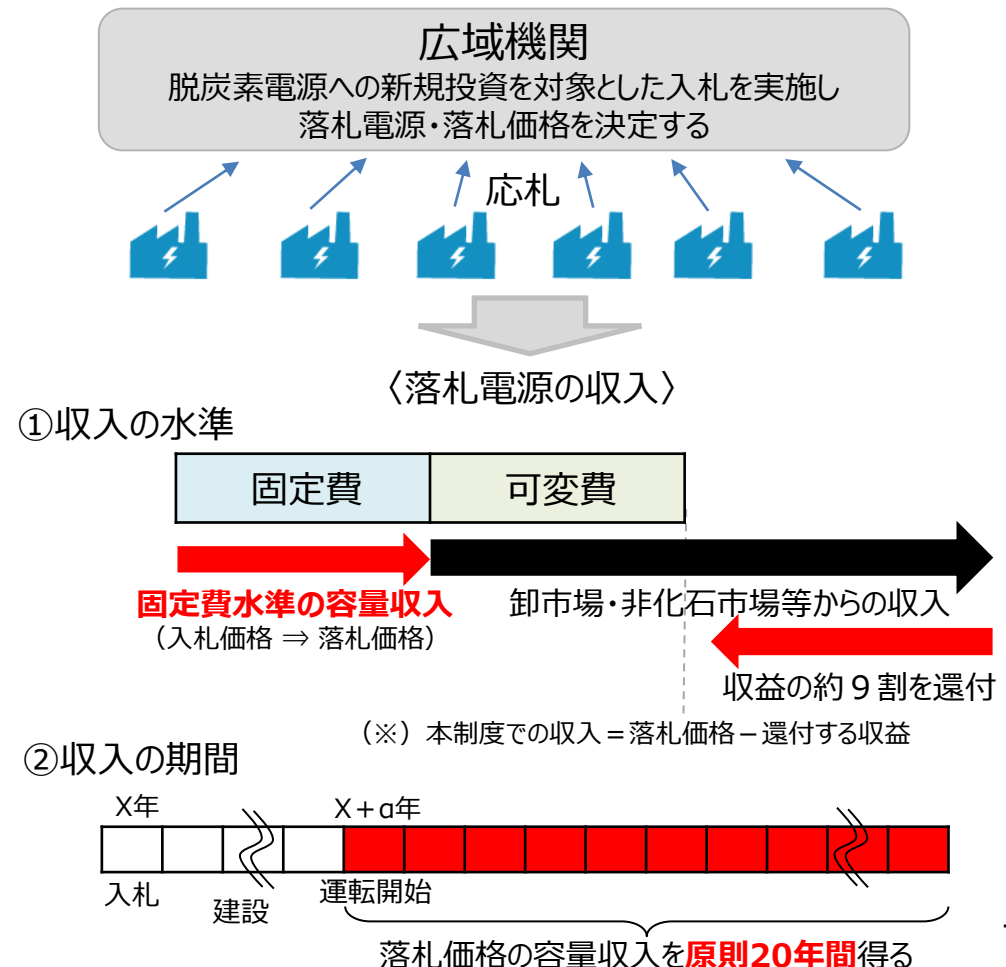 広域機関
脱炭素電源への新規投資を対象とした入札を実施し
落札電源・落札価格を決定する
応札
〈落札電源の収入〉
①収入の水準
固定費
可変費
固定費水準の容量収入
（入札価格 ⇒ 落札価格）
卸市場・非化石市場等からの収入
収益の約９割を還付
（※）本制度での収入＝落札価格－還付する収益
②収入の期間
X年
X＋α年
入札
建設
運転開始
落札価格の容量収入を原則20年間得る